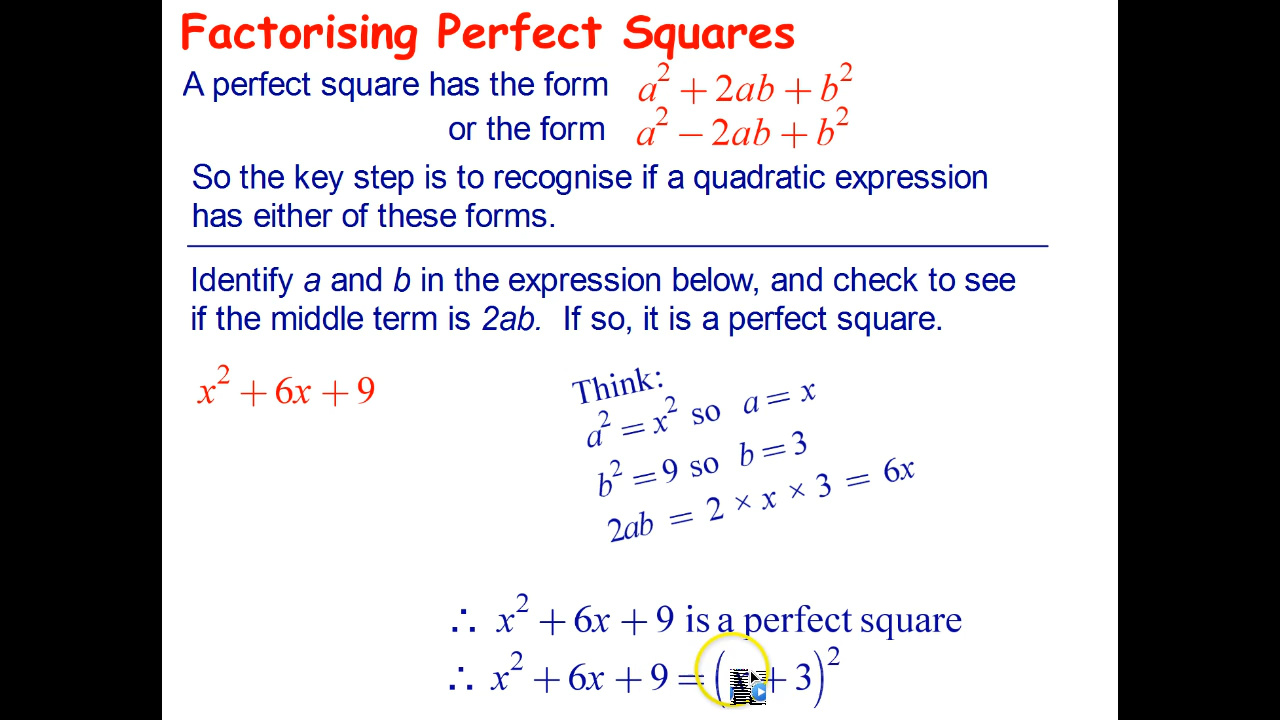 Factorising Perfect Squares
A perfect square has the form a² + 2ab + b²
or the form a² − 2ab + b²
So the key step is to recognise if a quadratic expression
has either of these forms.
Identify a and b in the expression below, and check to see
if the middle term is 2ab. If so, it is a perfect square.
x² + 6x + 9
Think:
a² = x² so a = x
b² = 9 so b = 3
2ab = 2 × x × 3 = 6x
∴ x² + 6x + 9 is a perfect square
∴ x² + 6x + 9 = (x + 3)²